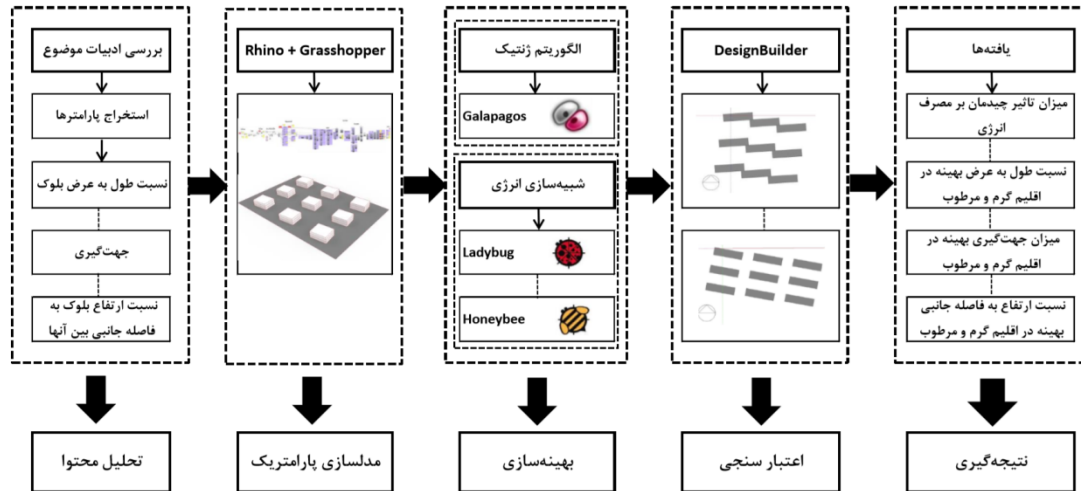 بررسی ادبیات موضوع
استخراج پارامترها
نسبت طول به عرض بلوک
جهت‌گیری
نسبت ارتفاع بلوک به
فاصله جانبی بین آنها
تحلیل محتوا
Rhino + Grasshopper
مدلسازی پارامتریک
الگوریتم ژنتیک
Galapagos
شبیه‌سازی انرژی
Ladybug
Honeybee
بهینه‌سازی
DesignBuilder
اعتبار سنجی
یافته‌ها
میزان تاثیر چیدمان بر مصرف
انرژی
نسبت طول به عرض بهینه در
اقلیم گرم و مرطوب
میزان جهت‌گیری بهینه در
اقلیم گرم و مرطوب
نسبت ارتفاع به فاصله جانبی
بهینه در اقلیم گرم و مرطوب
نتیجه‌گیری